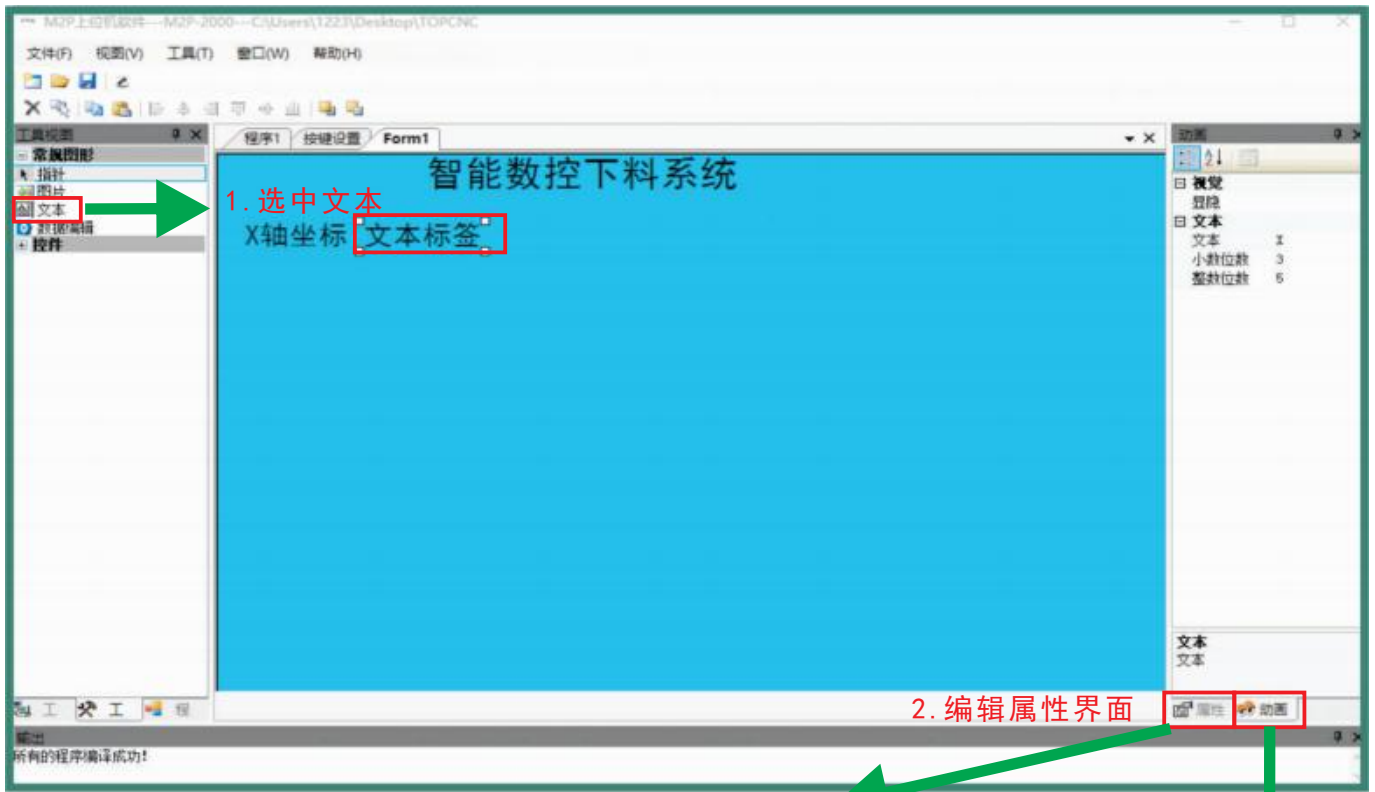 M2P上位机软件---M2P-2000---C:\Users\1223\Desktop\TOPCNC
文件(F) 视图(V) 工具(T) 窗口(W) 帮助(H)
工具视图
程序1 按键设置 Form1
动画
常规图形
指针
图片
文本
数据编辑
控件
智能数控下料系统
1.选中文本
X轴坐标 文本标签
视觉
显隐
文本
文本 X
小数位数 3
整数位数 5
文本
文本
工 工 程
2.编辑属性界面
属性 动画
输出
所有的程序编译成功!